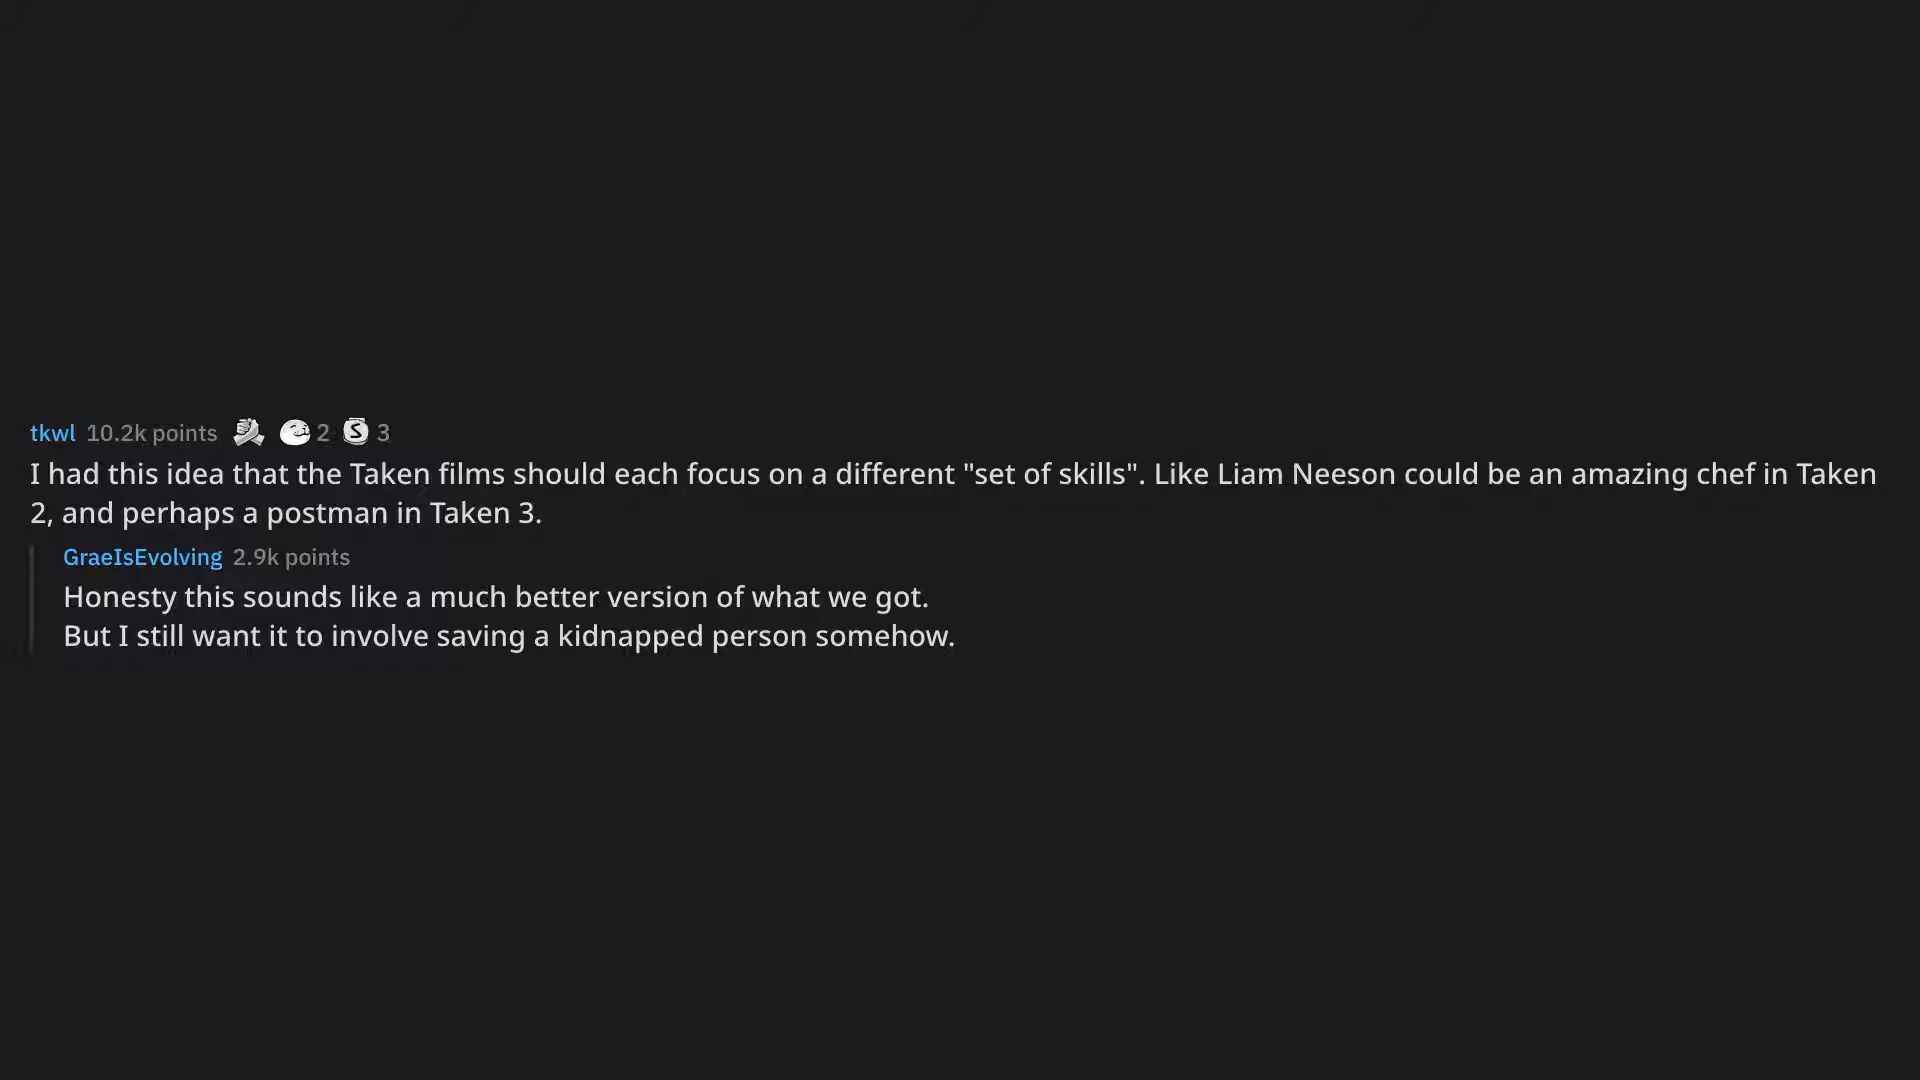 tkwl 10.2k points 2 3
I had this idea that the Taken films should each focus on a different "set of skills". Like Liam Neeson could be an amazing chef in Taken
2, and perhaps a postman in Taken 3.
GraeIsEvolving 2.9k points
Honesty this sounds like a much better version of what we got.
But I still want it to involve saving a kidnapped person somehow.